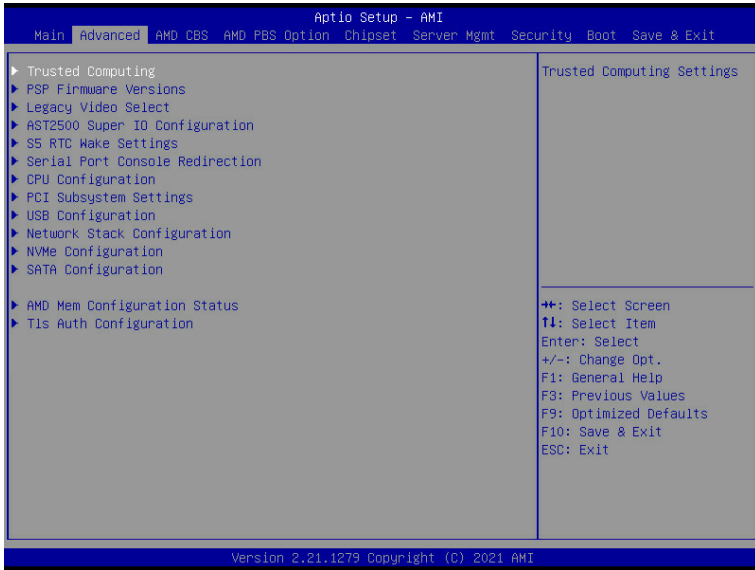 Aptio Setup – AMI
Main Advanced AMD CBS AMD PBS Option Chipset Server Mgmt Security Boot Save & Exit
Trusted Computing
PSP Firmware Versions
Legacy Video Select
AST2500 Super IO Configuration
S5 RTC Wake Settings
Serial Port Console Redirection
CPU Configuration
PCI Subsystem Settings
USB Configuration
Network Stack Configuration
NVMe Configuration
SATA Configuration
AMD Mem Configuration Status
Tls Auth Configuration
Trusted Computing Settings
→←: Select Screen
↑↓: Select Item
Enter: Select
+/-: Change Opt.
F1: General Help
F3: Previous Values
F9: Optimized Defaults
F10: Save & Exit
ESC: Exit
Version 2.21.1279 Copyright (C) 2021 AMI